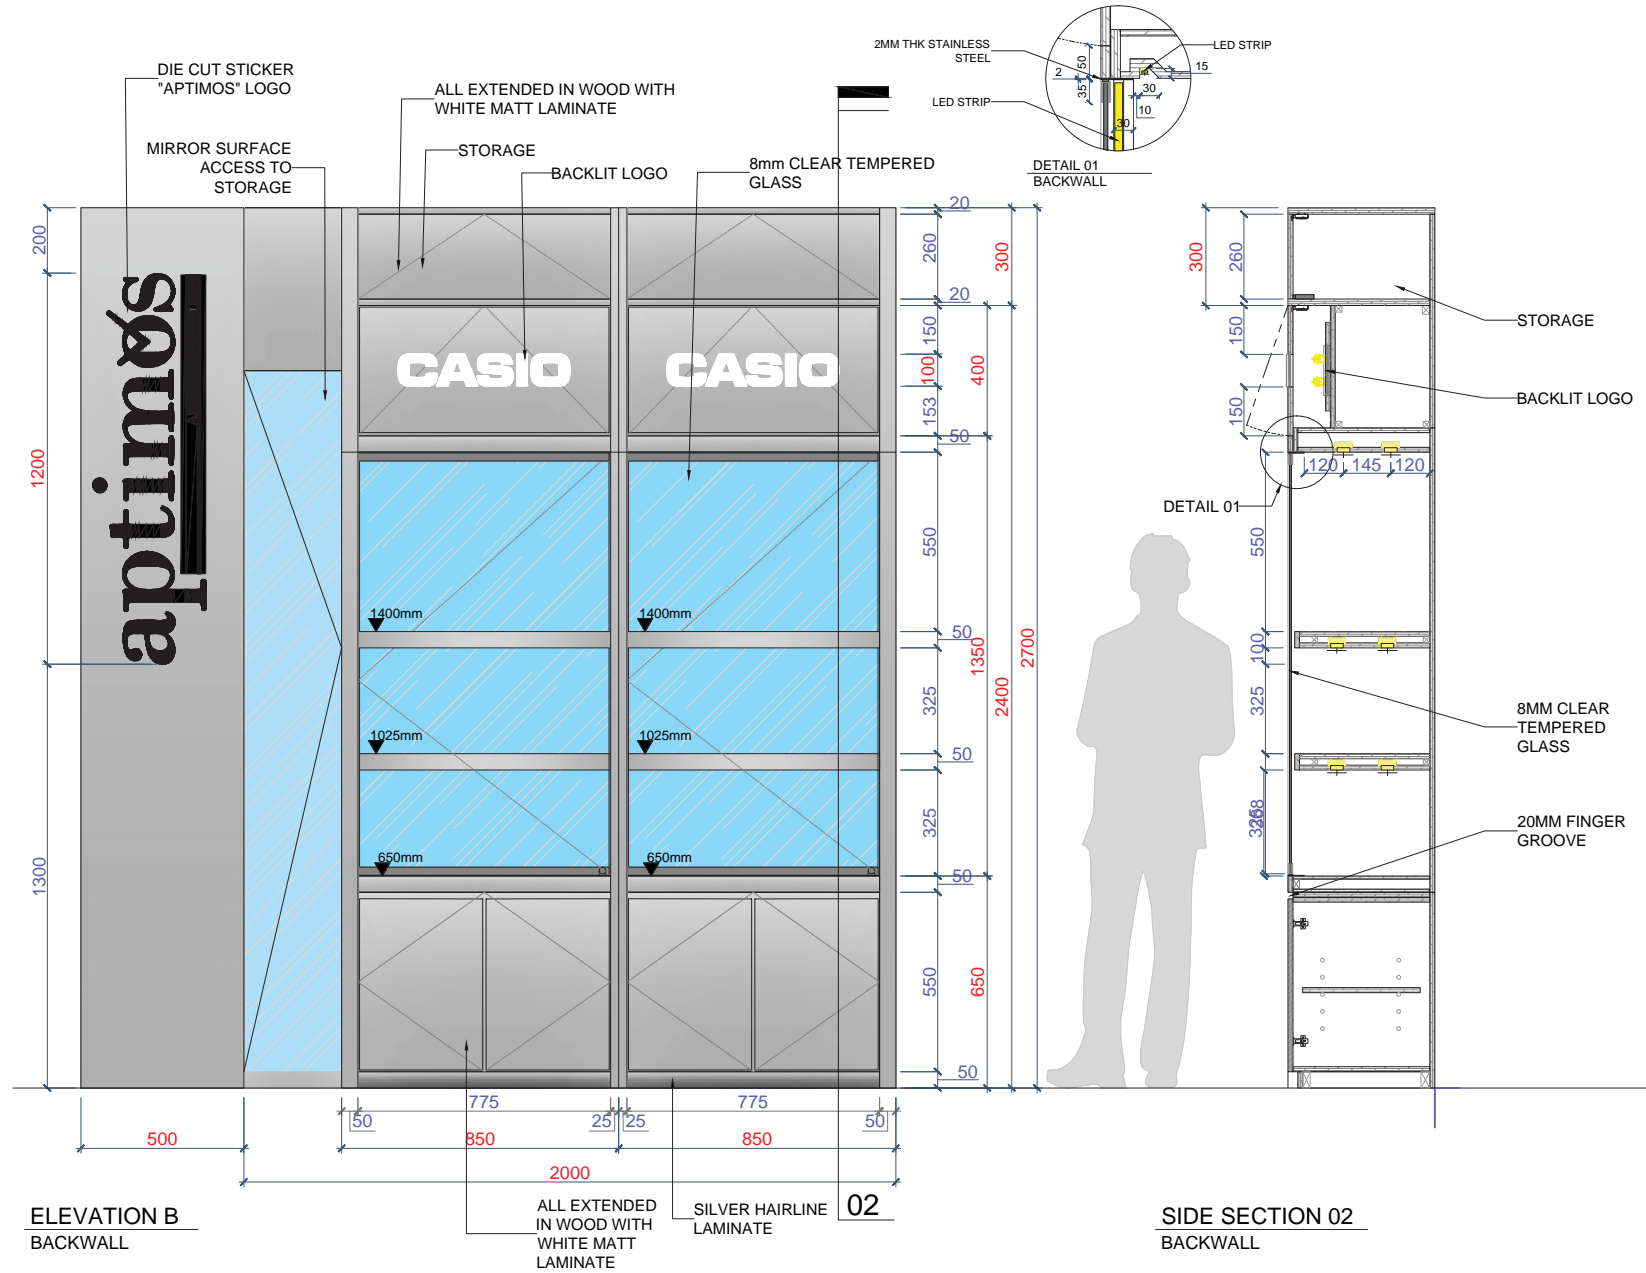 DIE CUT STICKER
"APTIMOS" LOGO
MIRROR SURFACE
ACCESS TO
STORAGE
ALL EXTENDED IN WOOD WITH
WHITE MATT LAMINATE
STORAGE
BACKLIT LOGO
8mm CLEAR TEMPERED
GLASS
2MM THK STAINLESS
STEEL
LED STRIP
LED STRIP
2
50
35
30
30
10
15
DETAIL 01
BACKWALL
aptimos
CASIO
CASIO
1400mm
1400mm
1025mm
1025mm
650mm
650mm
200
1200
1300
20
260
20
150
100
153
50
550
50
325
50
325
50
550
50
300
400
1350
650
2400
2700
775
775
50
25
25
50
500
850
850
2000
ALL EXTENDED
IN WOOD WITH
WHITE MATT
LAMINATE
SILVER HAIRLINE
LAMINATE
02
ELEVATION B
BACKWALL
300
260
150
150
120
145
120
DETAIL 01
550
100
325
STORAGE
BACKLIT LOGO
8MM CLEAR
TEMPERED
GLASS
20MM FINGER
GROOVE
SIDE SECTION 02
BACKWALL